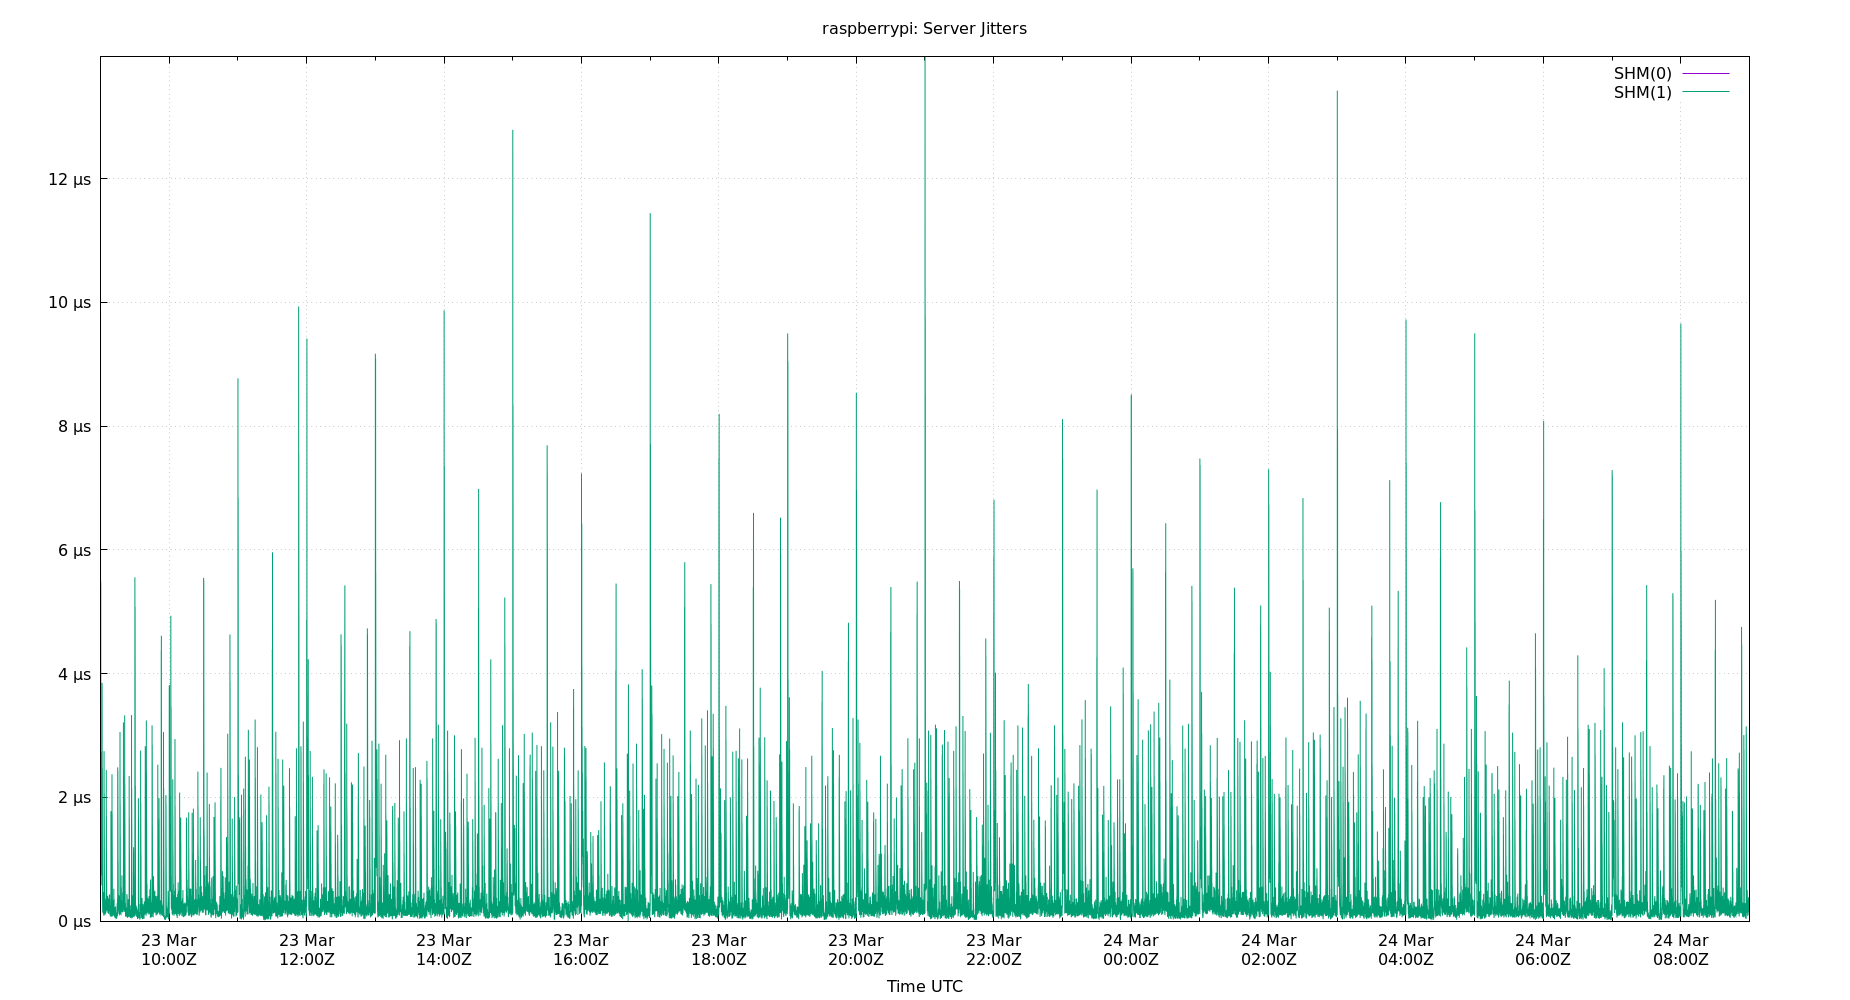 raspberrypi: Server Jitters
SHM(0)
SHM(1)
12 µs
10 µs
8 µs
6 µs
4 µs
2 µs
0 µs
23 Mar 23 Mar 23 Mar 23 Mar 23 Mar 23 Mar 23 Mar 24 Mar 24 Mar 24 Mar 24 Mar 24 Mar
10:00Z 12:00Z 14:00Z 16:00Z 18:00Z 20:00Z 22:00Z 00:00Z 02:00Z 04:00Z 06:00Z 08:00Z
Time UTC